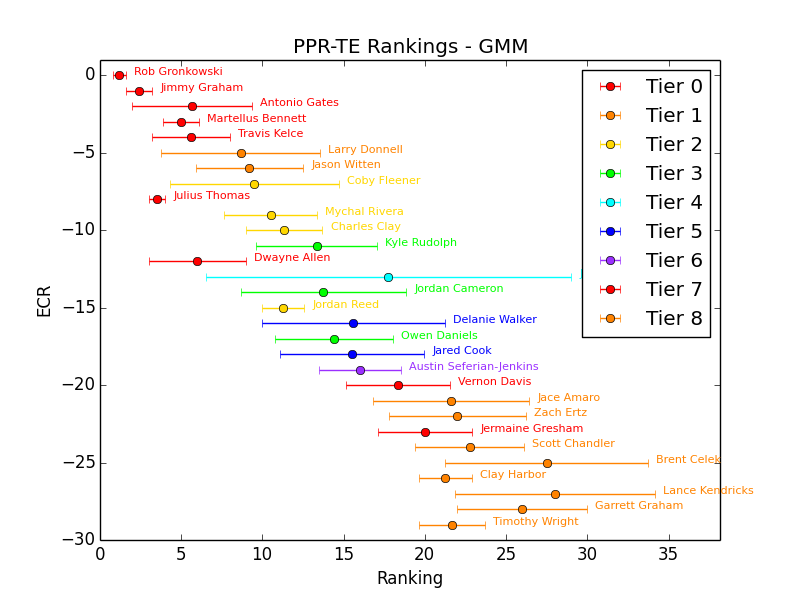 PPR-TE Rankings - GMM
0
−5
−10
−15
−20
−25
−30
ECR
Rob Gronkowski
Jimmy Graham
Antonio Gates
Martellus Bennett
Travis Kelce
Larry Donnell
Jason Witten
Coby Fleener
Julius Thomas
Mychal Rivera
Charles Clay
Kyle Rudolph
Dwayne Allen
Jordan Cameron
Jordan Reed
Delanie Walker
Owen Daniels
Jared Cook
Austin Seferian-Jenkins
Vernon Davis
Jace Amaro
Zach Ertz
Jermaine Gresham
Scott Chandler
Brent Celek
Clay Harbor
Lance Kendricks
Garrett Graham
Timothy Wright
Tier 0
Tier 1
Tier 2
Tier 3
Tier 4
Tier 5
Tier 6
Tier 7
Tier 8
0 5 10 15 20 25 30 35
Ranking